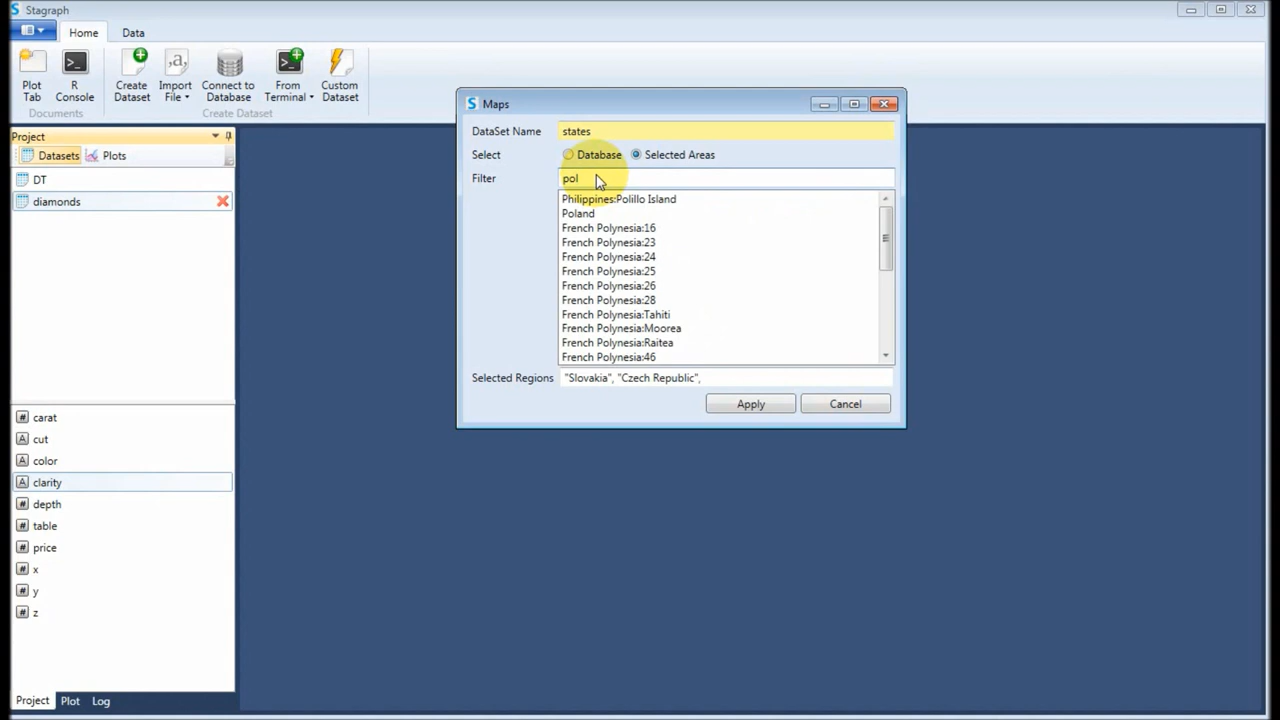 Stagraph
Home Data
Plot Tab
R Console
Create Dataset
Import File
Connect to Database
From Terminal
Custom Dataset
Documents
Create Dataset
Project
Datasets Plots
DT
diamonds
carat
cut
color
clarity
depth
table
price
x
y
z
Project Plot Log
Maps
DataSet Name states
Select Database Selected Areas
Filter pol
Philippines:Polillo Island
Poland
French Polynesia:16
French Polynesia:23
French Polynesia:24
French Polynesia:25
French Polynesia:26
French Polynesia:28
French Polynesia:Tahiti
French Polynesia:Moorea
French Polynesia:Raitea
French Polynesia:46
Selected Regions "Slovakia", "Czech Republic",
Apply Cancel